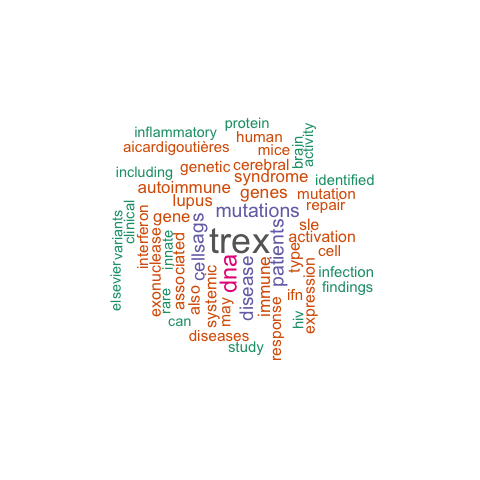 protein
inflammatory
human
aicardigoutières
mice
brain
activity
cerebral
genetic
including
syndrome
identified
autoimmune
genes
mutation
lupus
repair
mutations
gene
sle
variants
clinical
interferon
exonuclease
innate
associated
cells
ags
trex
patients
activation
type
cell
elsevier
rare
also
systemic
may
dna
disease
immune
infection
ifn
expression
findings
can
hiv
response
diseases
study